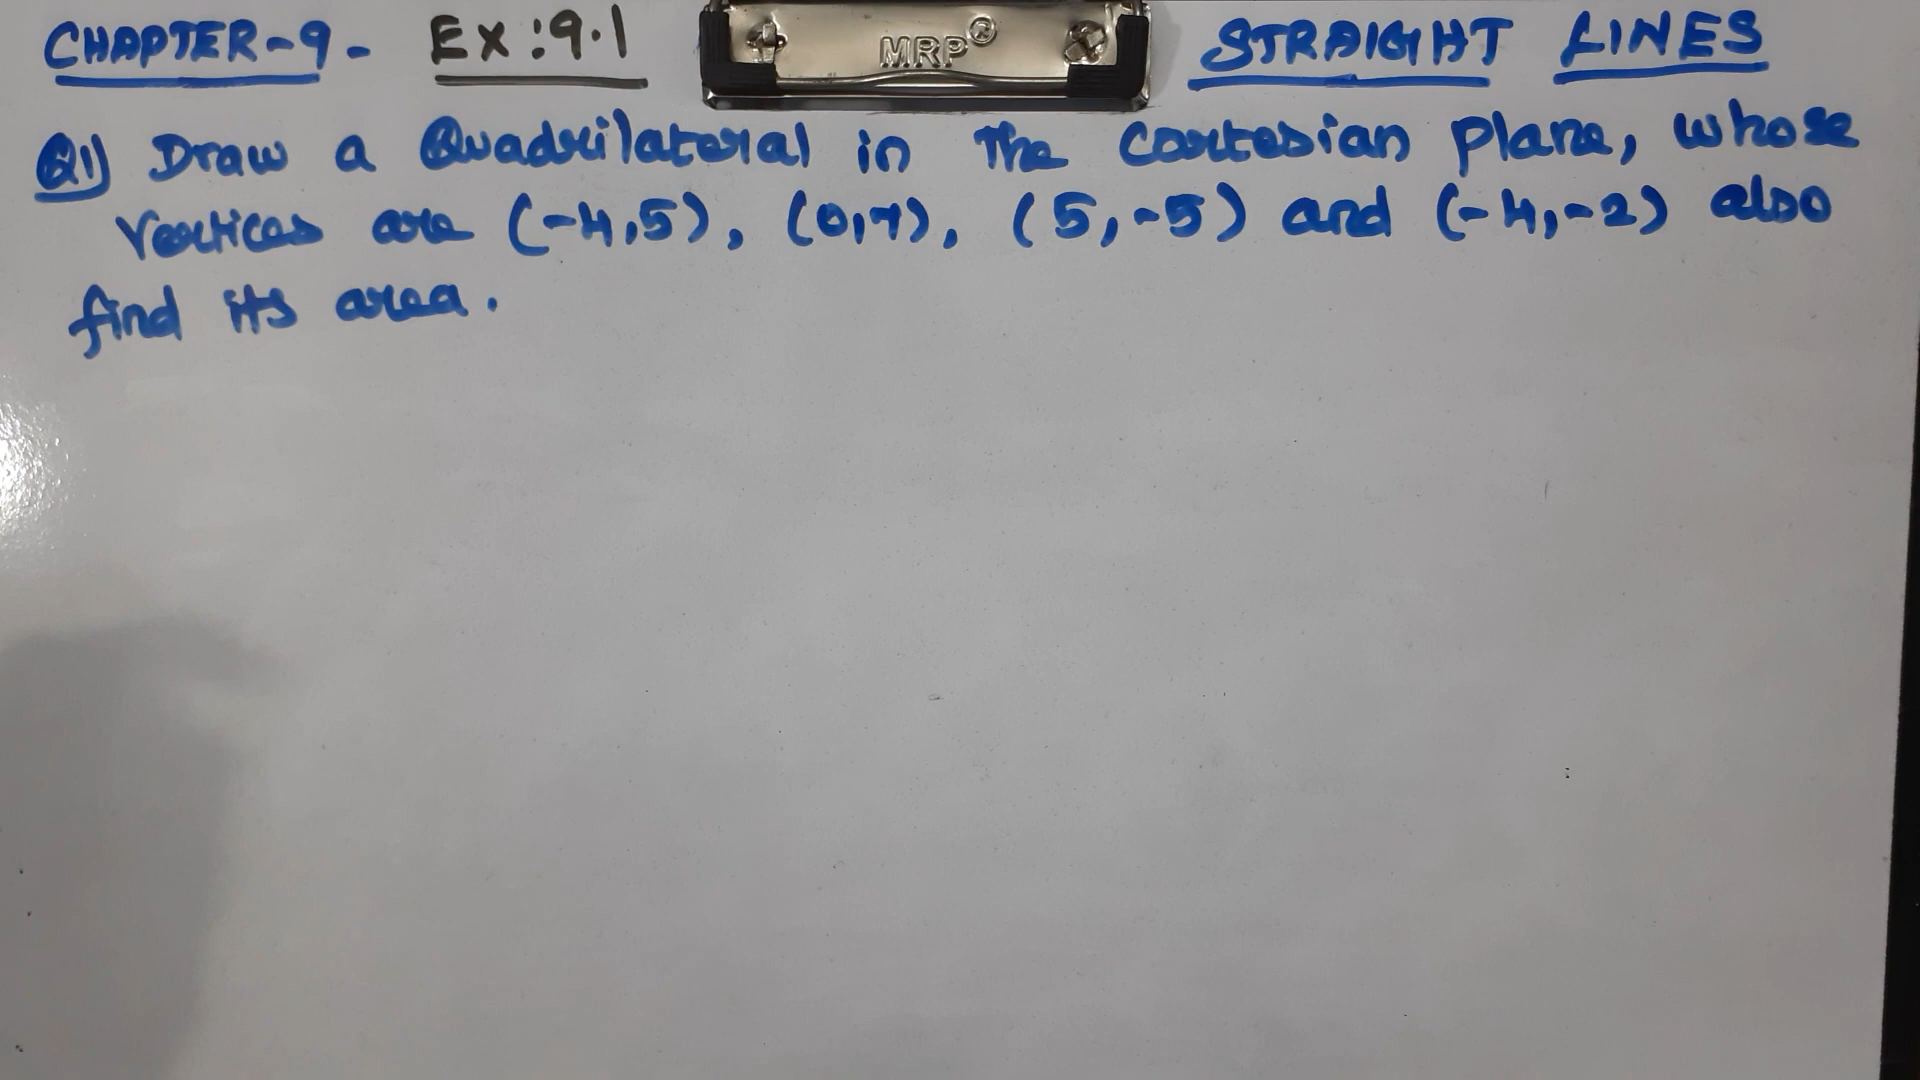 CHAPTER-9- Ex:9.1 MRP® STRAIGHT LINES
Q1) Draw a Quadrilateral in The Cartesian plane, whose
Vertices are (-4,5), (0,7), (5,-5) and (-4,-2) also
find its area.